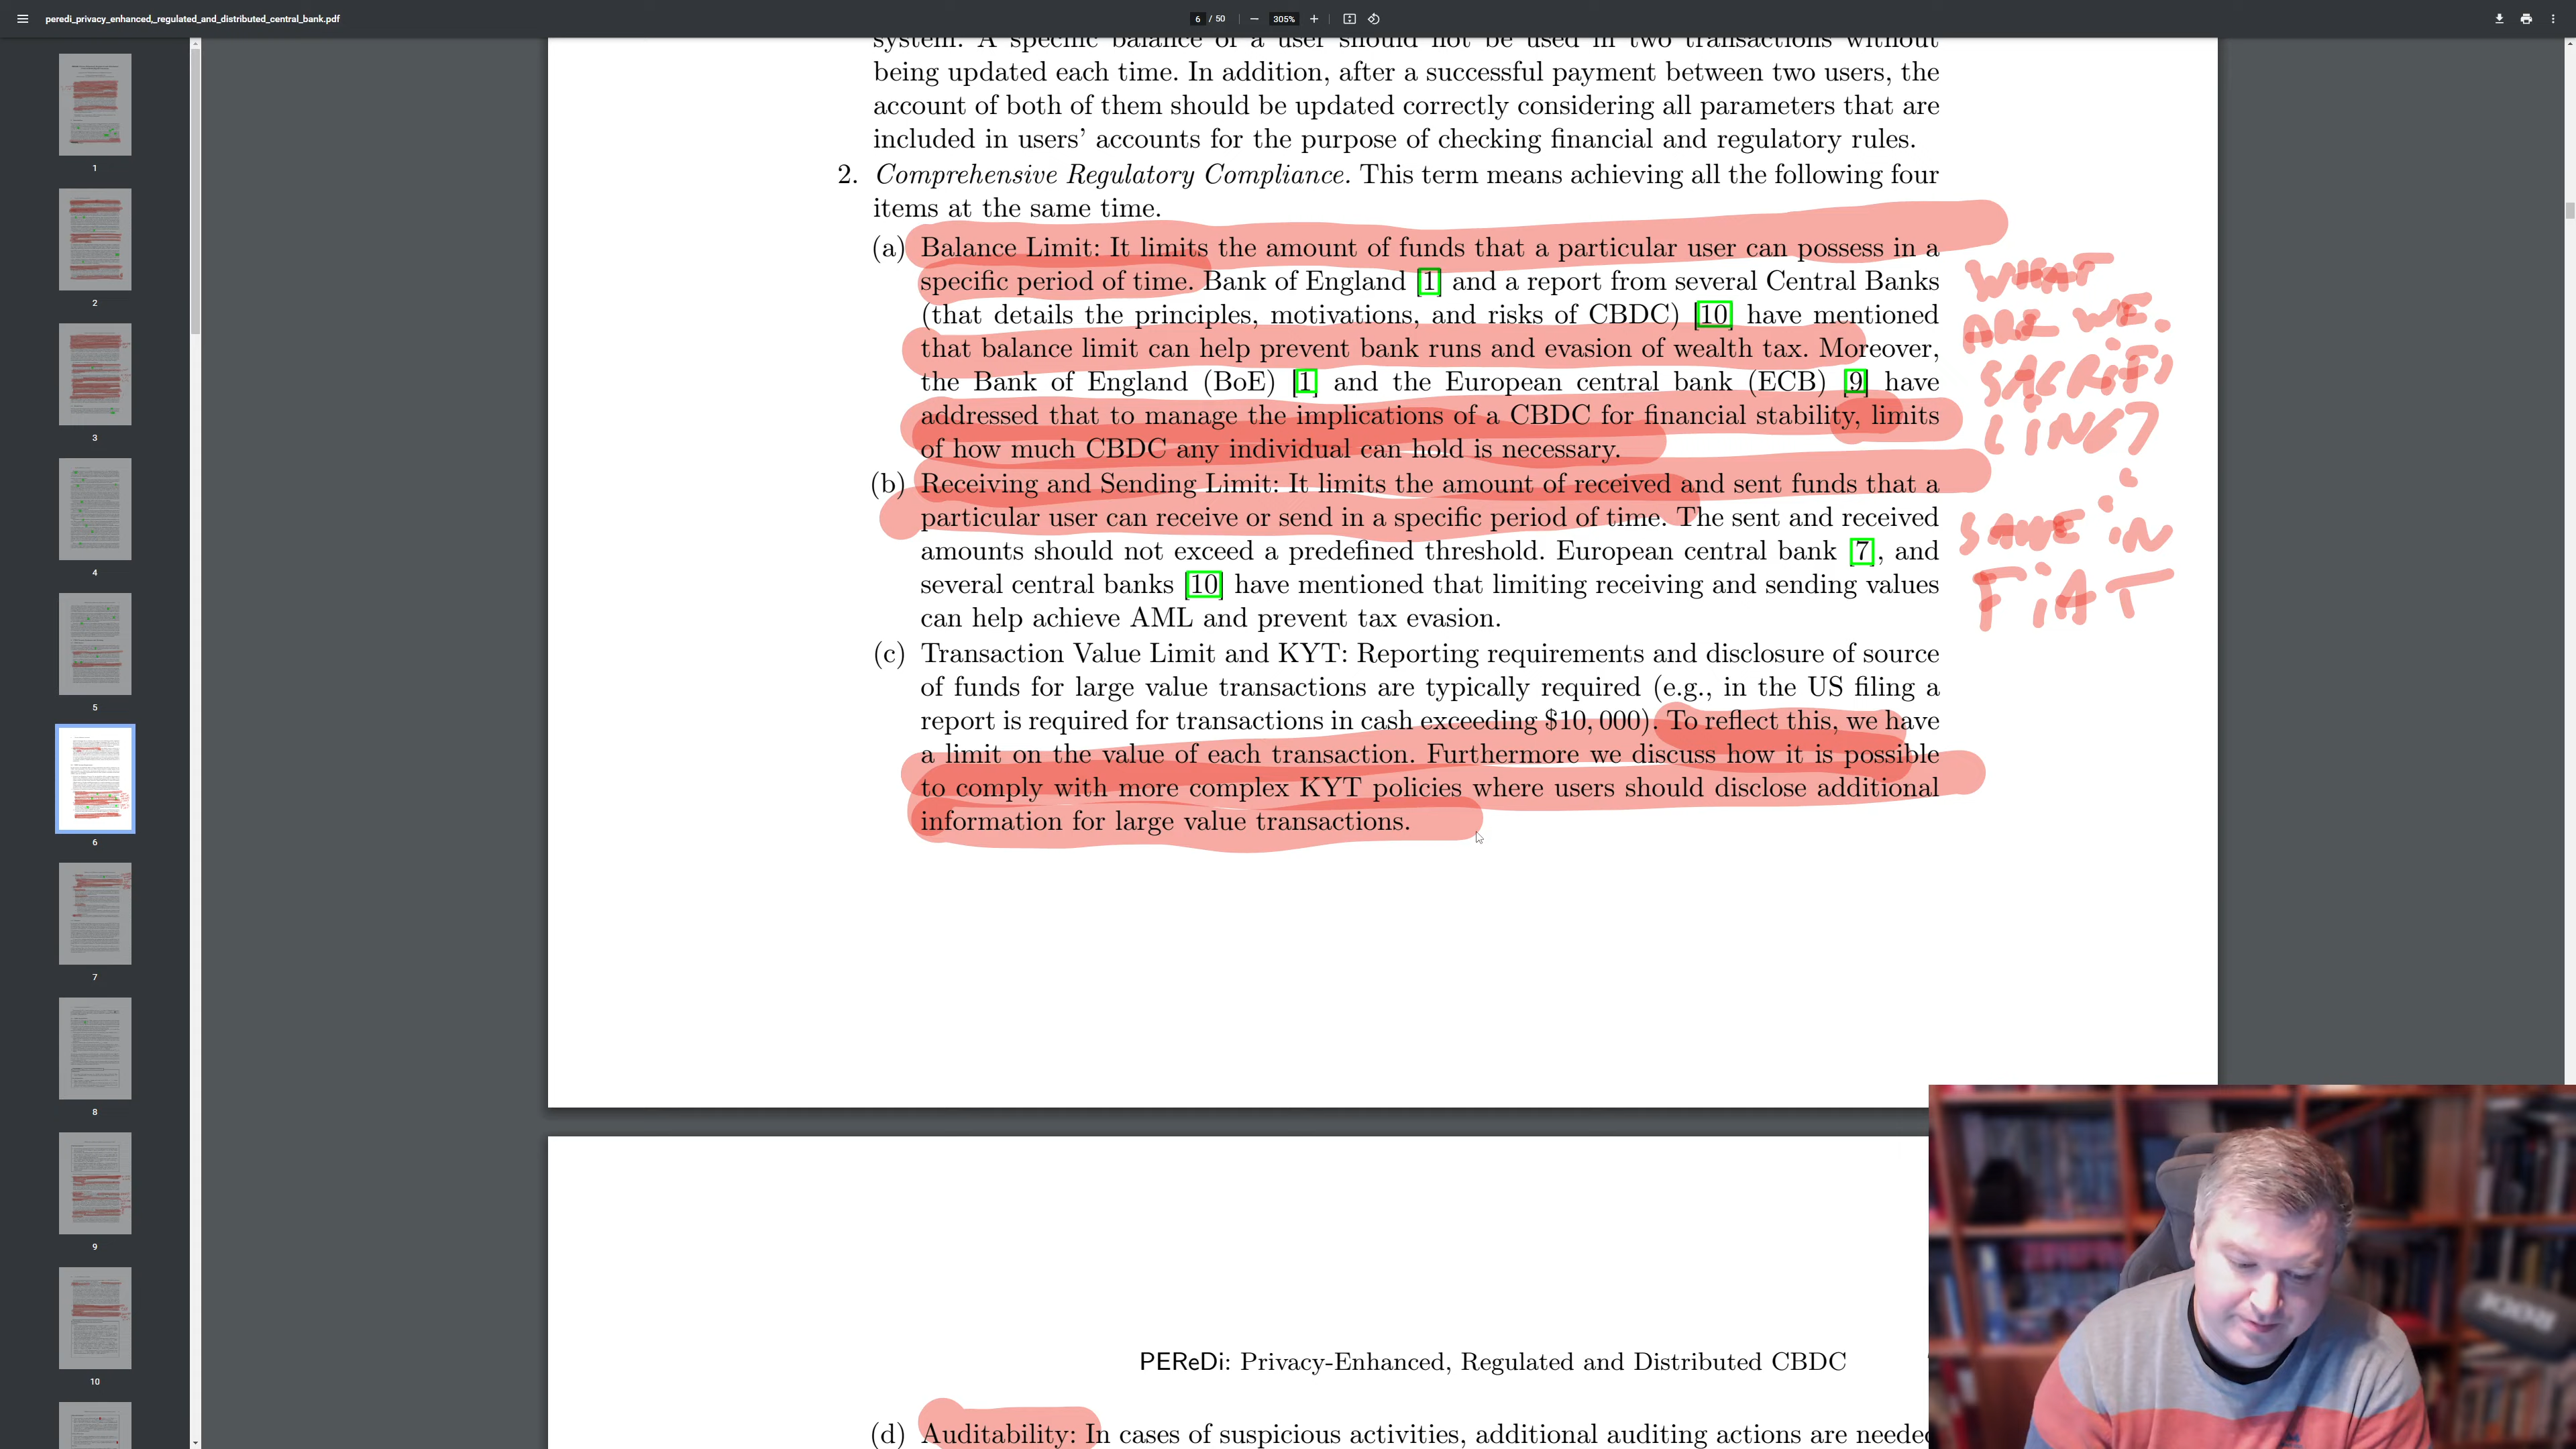 peredi_privacy_enhanced_regulated_and_distributed_central_bank.pdf
6 / 50
305%
system. A specific balance of a user should not be used in two transactions without
being updated each time. In addition, after a successful payment between two users, the
account of both of them should be updated correctly considering all parameters that are
included in users' accounts for the purpose of checking financial and regulatory rules.
2. Comprehensive Regulatory Compliance. This term means achieving all the following four
items at the same time.
(a) Balance Limit: It limits the amount of funds that a particular user can possess in a
specific period of time. Bank of England [1] and a report from several Central Banks
(that details the principles, motivations, and risks of CBDC) [10] have mentioned
that balance limit can help prevent bank runs and evasion of wealth tax. Moreover,
the Bank of England (BoE) [1] and the European central bank (ECB) [9] have
addressed that to manage the implications of a CBDC for financial stability, limits
of how much CBDC any individual can hold is necessary.
(b) Receiving and Sending Limit: It limits the amount of received and sent funds that a
particular user can receive or send in a specific period of time. The sent and received
amounts should not exceed a predefined threshold. European central bank [7], and
several central banks [10] have mentioned that limiting receiving and sending values
can help achieve AML and prevent tax evasion.
(c) Transaction Value Limit and KYT: Reporting requirements and disclosure of source
of funds for large value transactions are typically required (e.g., in the US filing a
report is required for transactions in cash exceeding $10,000). To reflect this, we have
a limit on the value of each transaction. Furthermore we discuss how it is possible
to comply with more complex KYT policies where users should disclose additional
information for large value transactions.
WHAT
ARE WE
SACRiFi
CING?
SAME iN
FiAT
PEReDi: Privacy-Enhanced, Regulated and Distributed CBDC
(d) Auditability: In cases of suspicious activities, additional auditing actions are needed
1
2
3
4
5
6
7
8
9
10